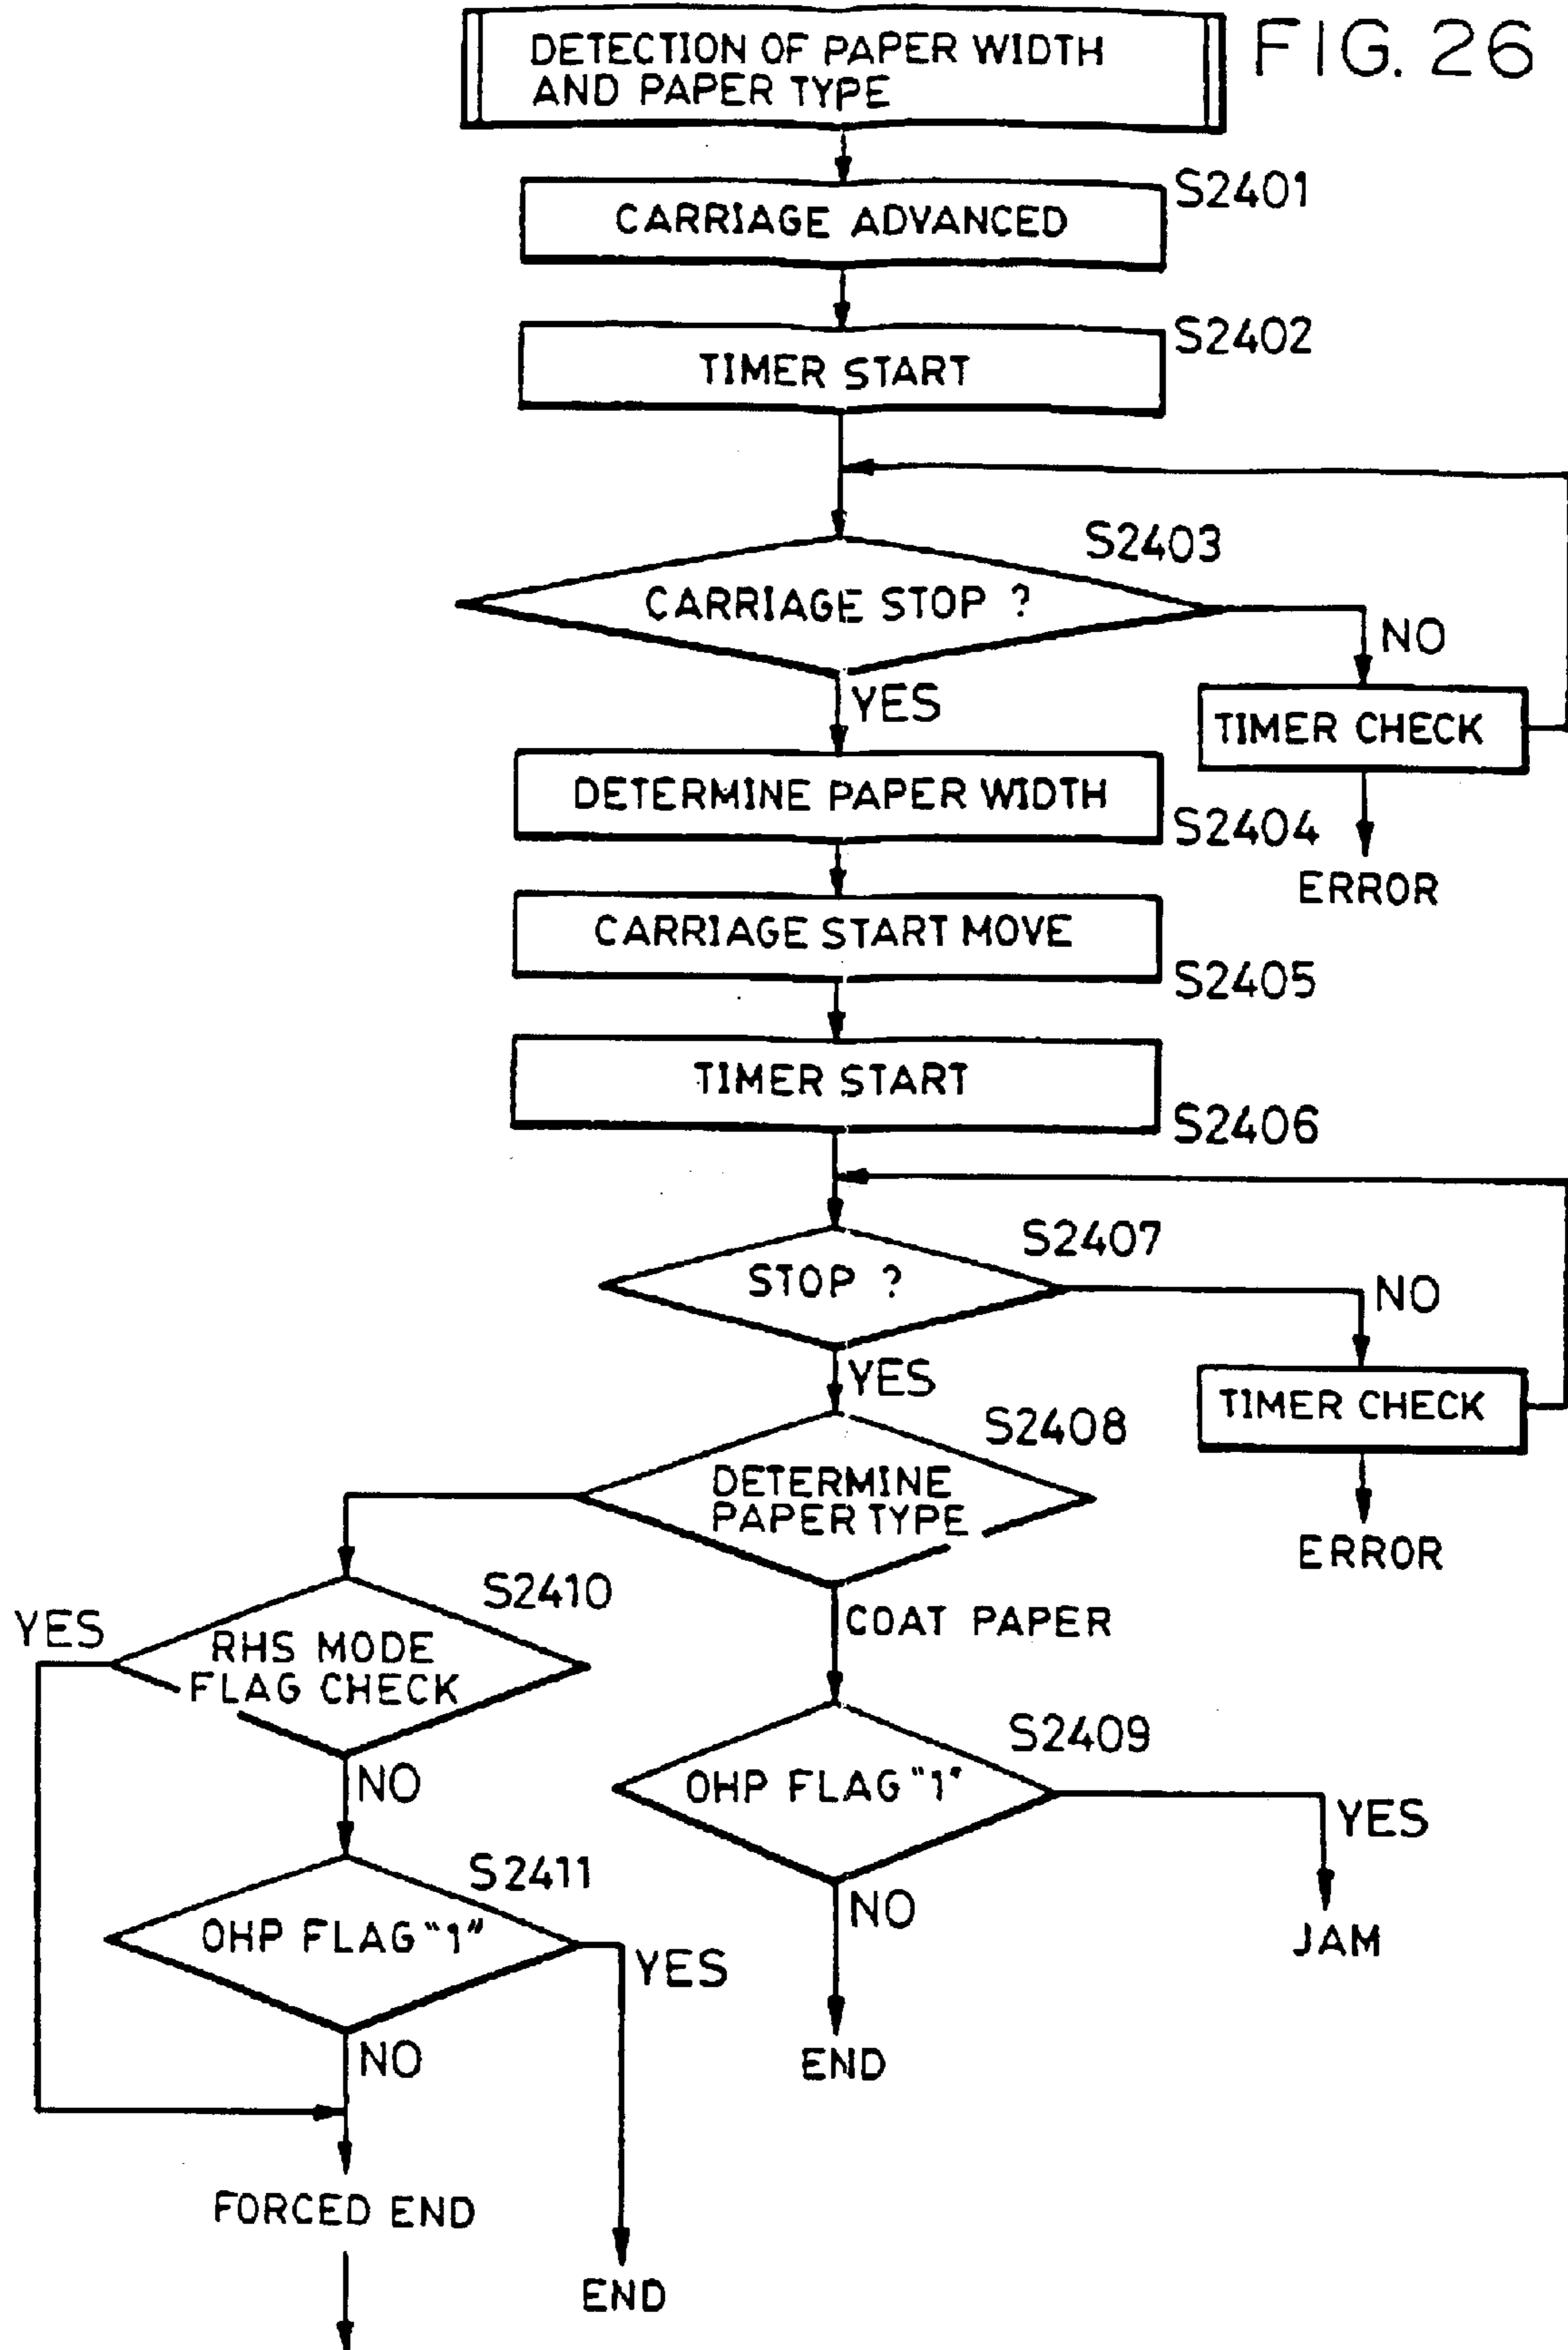 FIG. 26
DETECTION OF PAPER WIDTH
AND PAPER TYPE
S2401
CARRIAGE ADVANCED
S2402
TIMER START
S2403
CARRIAGE STOP ?
NO
YES
TIMER CHECK
DETERMINE PAPER WIDTH
S2404
ERROR
CARRIAGE START MOVE
S2405
TIMER START
S2406
S2407
STOP ?
NO
YES
TIMER CHECK
S2408
DETERMINE
PAPER TYPE
ERROR
S2410
YES
COAT PAPER
RHS MODE
FLAG CHECK
S2409
NO
OHP FLAG "1"
YES
S2411
OHP FLAG "1"
NO
YES
JAM
NO
END
FORCED END
END